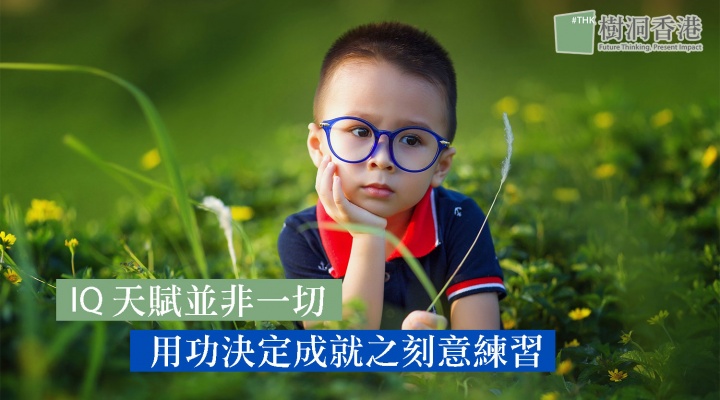 #THK
樹洞香港
Future Thinking, Present Impact
IQ 天賦並非一切
用功決定成就之刻意練習